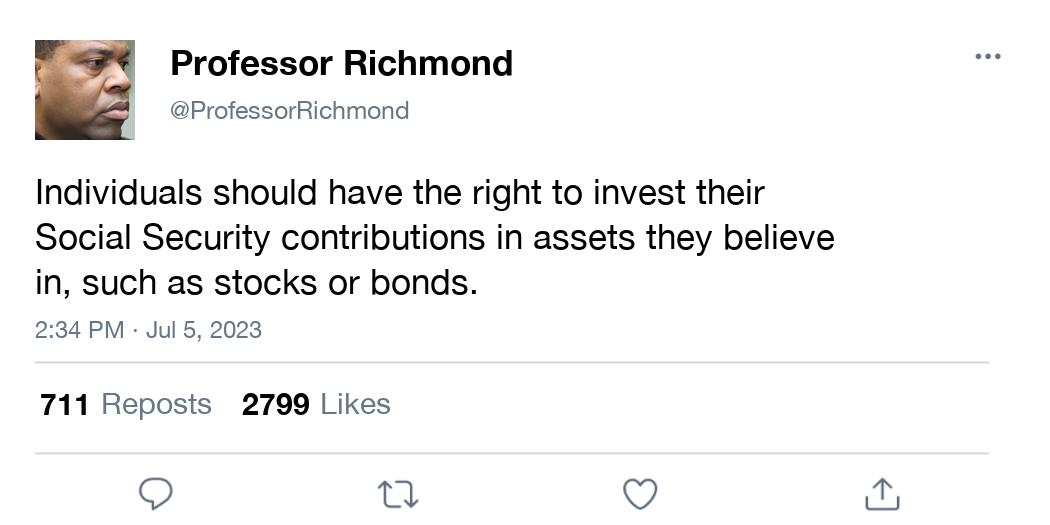 Professor Richmond
@ProfessorRichmond
Individuals should have the right to invest their
Social Security contributions in assets they believe
in, such as stocks or bonds.
2:34 PM · Jul 5, 2023
711 Reposts 2799 Likes